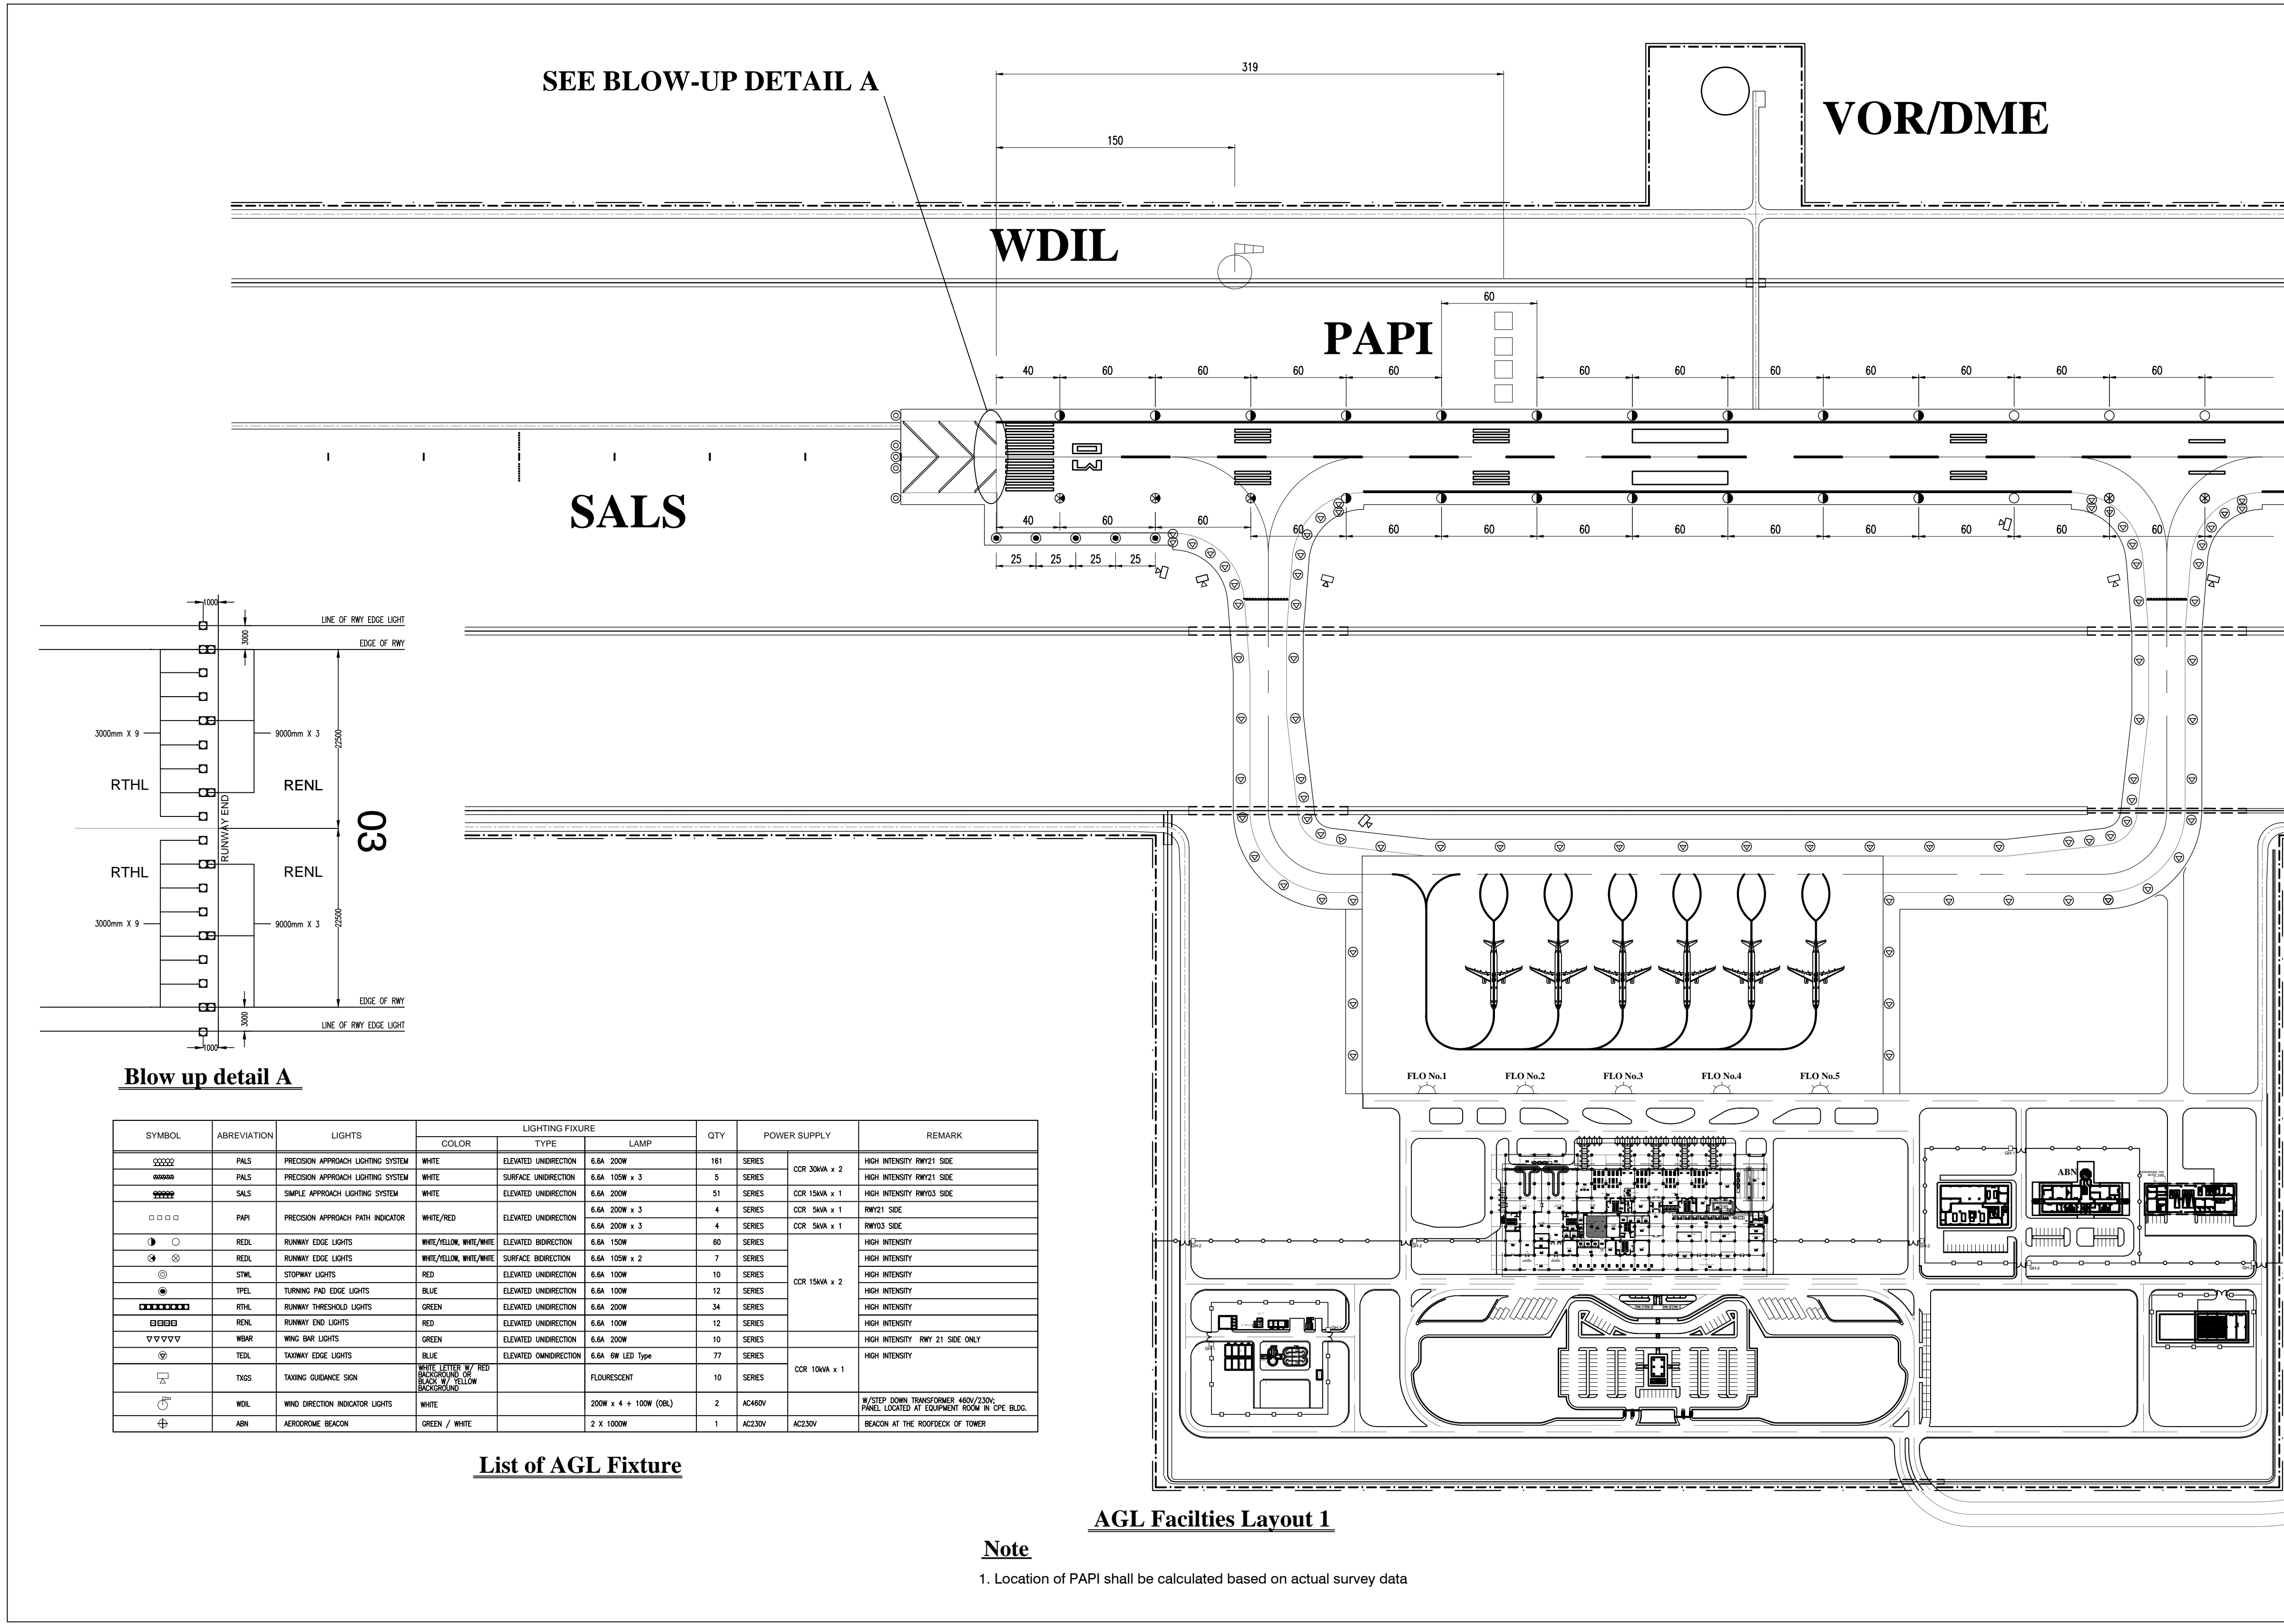 SEE BLOW-UP DETAIL A
319
VOR/DME
150
WDIL
60
PAPI
40 60 60 60 60 60 60 60 60 60 60 60
SALS
03
40 60 60 60 60 60 60 60 60 60 60 60 60
25 25 25 25
1000
LINE OF RWY EDGE LIGHT
3000
EDGE OF RWY
3000mm X 9
9000mm X 3
22500
RTHL
RENL
RUNWAY END
03
RTHL
RENL
3000mm X 9
9000mm X 3
22500
EDGE OF RWY
3000
LINE OF RWY EDGE LIGHT
1000
Blow up detail A
FLO No.1 FLO No.2 FLO No.3 FLO No.4 FLO No.5
ABN
GH-1
GH-2
GH-2
GH-2
GH-2
SYMBOL ABREVIATION LIGHTS LIGHTING FIXURE QTY POWER SUPPLY REMARK
COLOR TYPE LAMP
PALS PRECISION APPROACH LIGHTING SYSTEM WHITE ELEVATED UNIDIRECTION 6.6A 200W 161 SERIES CCR 30kVA x 2 HIGH INTENSITY RWY21 SIDE
PALS PRECISION APPROACH LIGHTING SYSTEM WHITE SURFACE UNIDIRECTION 6.6A 105W x 3 5 SERIES HIGH INTENSITY RWY21 SIDE
SALS SIMPLE APPROACH LIGHTING SYSTEM WHITE ELEVATED UNIDIRECTION 6.6A 200W 51 SERIES CCR 15kVA x 1 HIGH INTENSITY RWY03 SIDE
PAPI PRECISION APPROACH PATH INDICATOR WHITE/RED ELEVATED UNIDIRECTION 6.6A 200W x 3 4 SERIES CCR 5kVA x 1 RWY21 SIDE
6.6A 200W x 3 4 SERIES CCR 5kVA x 1 RWY03 SIDE
REDL RUNWAY EDGE LIGHTS WHITE/YELLOW, WHITE/WHITE ELEVATED BIDIRECTION 6.6A 150W 60 SERIES CCR 15kVA x 2 HIGH INTENSITY
REDL RUNWAY EDGE LIGHTS WHITE/YELLOW, WHITE/WHITE SURFACE BIDIRECTION 6.6A 105W x 2 7 SERIES HIGH INTENSITY
STWL STOPWAY LIGHTS RED ELEVATED UNIDIRECTION 6.6A 100W 10 SERIES HIGH INTENSITY
TPEL TURNING PAD EDGE LIGHTS BLUE ELEVATED UNIDIRECTION 6.6A 100W 12 SERIES HIGH INTENSITY
RTHL RUNWAY THRESHOLD LIGHTS GREEN ELEVATED UNIDIRECTION 6.6A 200W 34 SERIES HIGH INTENSITY
RENL RUNWAY END LIGHTS RED ELEVATED UNIDIRECTION 6.6A 100W 12 SERIES HIGH INTENSITY
WBAR WING BAR LIGHTS GREEN ELEVATED UNIDIRECTION 6.6A 200W 10 SERIES HIGH INTENSITY RWY 21 SIDE ONLY
TEDL TAXIWAY EDGE LIGHTS BLUE ELEVATED OMNIDIRECTION 6.6A 6W LED Type 77 SERIES CCR 10kVA x 1 HIGH INTENSITY
TXGS TAXIING GUIDANCE SIGN WHITE LETTER W/ RED BACKGROUND OR BLACK W/ YELLOW BACKGROUND FLOURESCENT 10 SERIES
WDIL WIND DIRECTION INDICATOR LIGHTS WHITE 200W x 4 + 100W (OBL) 2 AC460V W/STEP DOWN TRANSFORMER 460V/230V; PANEL LOCATED AT EQUIPMENT ROOM IN CPE BLDG.
ABN AERODROME BEACON GREEN / WHITE 2 X 1000W 1 AC230V AC230V BEACON AT THE ROOFDECK OF TOWER
List of AGL Fixture
AGL Facilties Layout 1
Note
1. Location of PAPI shall be calculated based on actual survey data